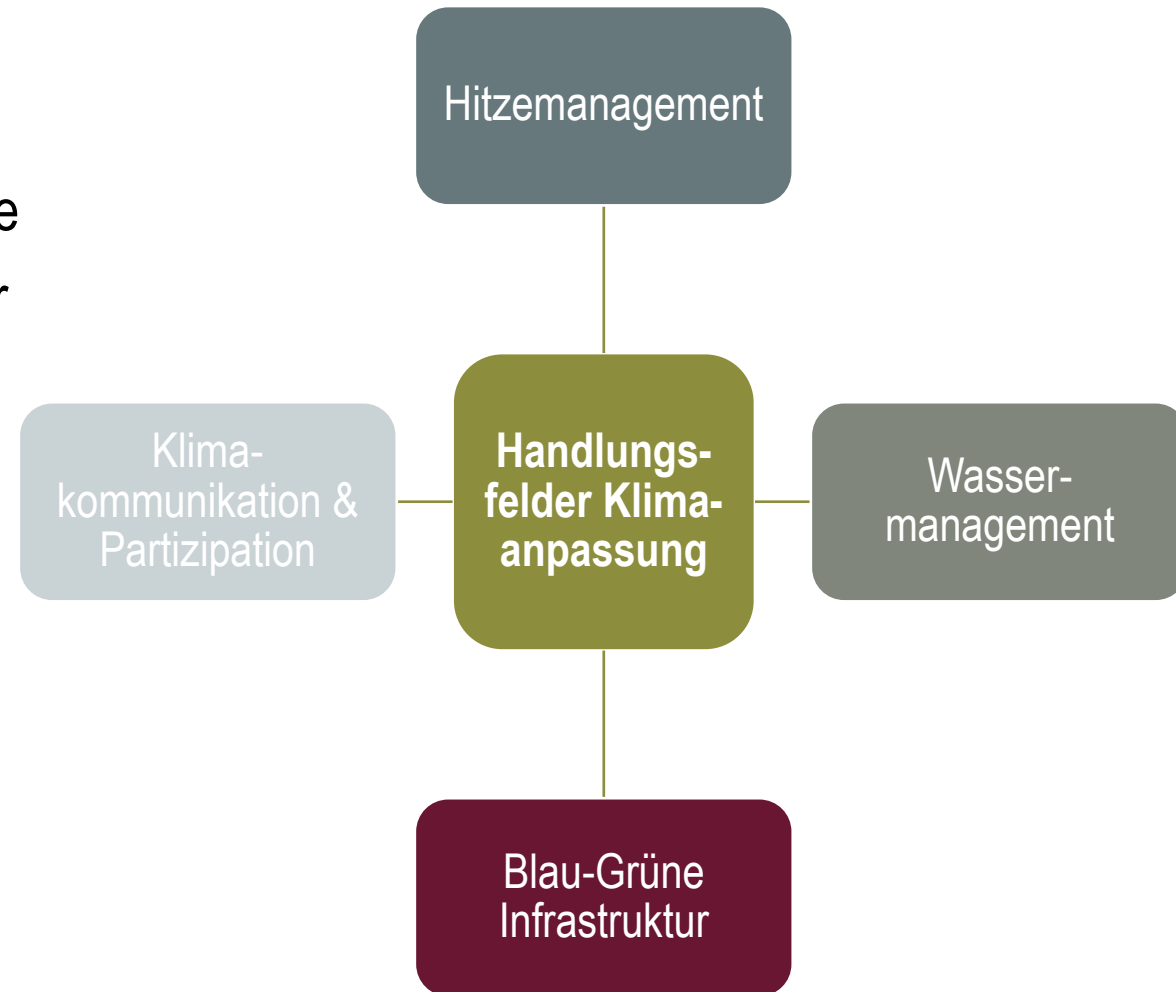 Hitzemanagement
Klima-
kommunikation &
Partizipation
Handlungs-
felder Klima-
anpassung
Wasser-
management
Blau-Grüne
Infrastruktur